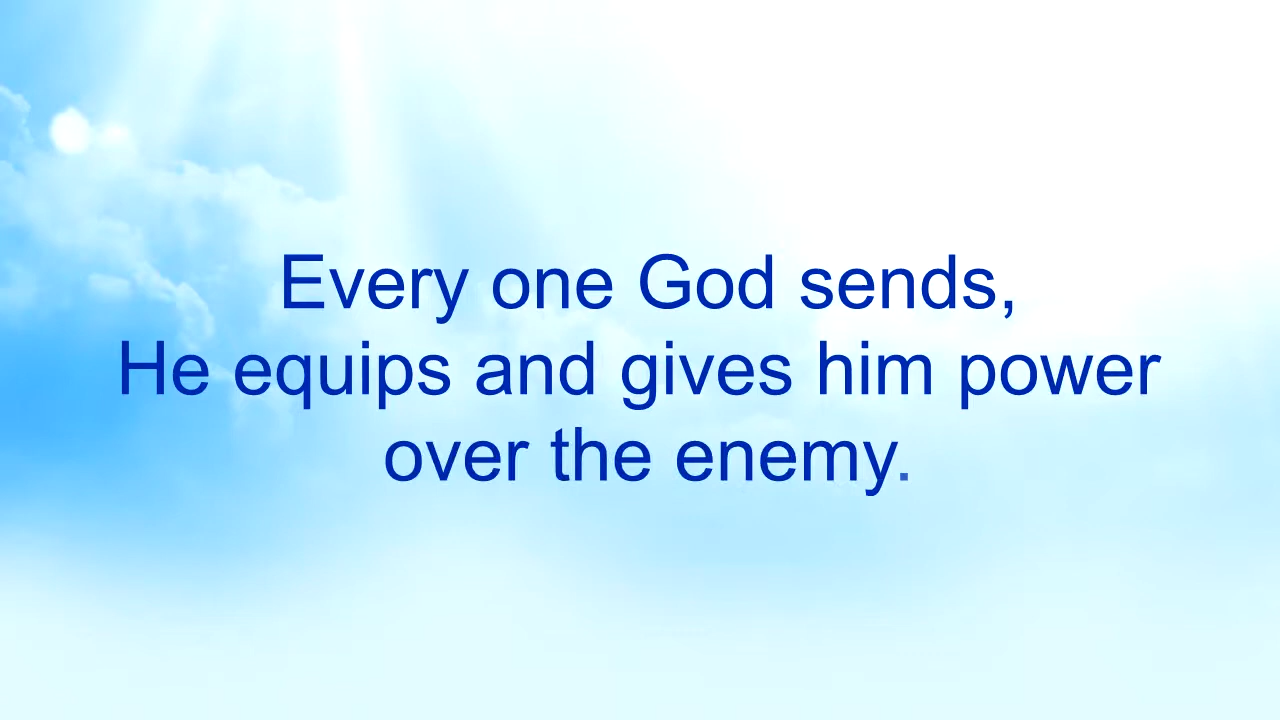 Every one God sends,
He equips and gives him power
over the enemy.